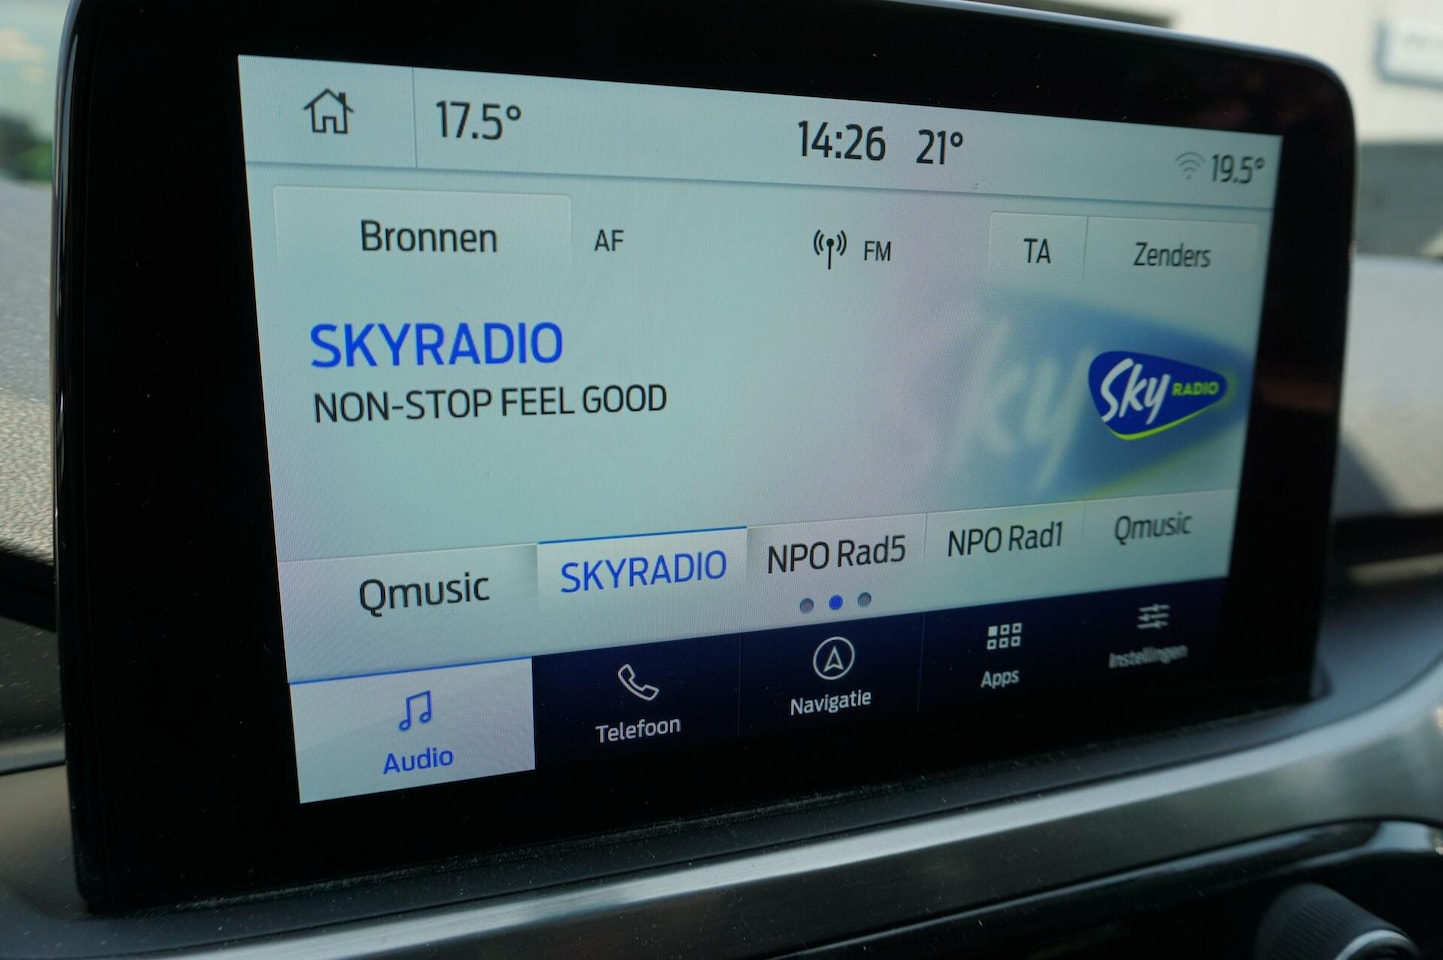 17.5° 14:26 21° 19.5°
Bronnen AF FM TA Zenders
SKYRADIO
NON-STOP FEEL GOOD
Sky RADIO
Qmusic SKYRADIO NPO Rad5 NPO Rad1 Qmusic
Audio Telefoon Navigatie Apps Instellingen